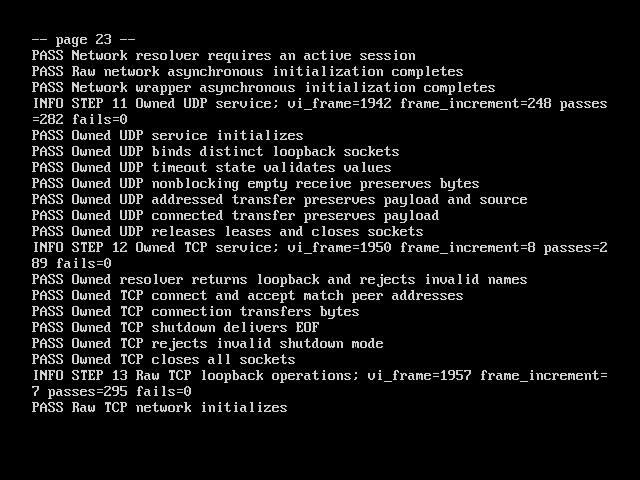 -- page 23 --
PASS Network resolver requires an active session
PASS Raw network asynchronous initialization completes
PASS Network wrapper asynchronous initialization completes
INFO STEP 11 Owned UDP service; vi_frame=1942 frame_increment=248 passes
=282 fails=0
PASS Owned UDP service initializes
PASS Owned UDP binds distinct loopback sockets
PASS Owned UDP timeout state validates values
PASS Owned UDP nonblocking empty receive preserves bytes
PASS Owned UDP addressed transfer preserves payload and source
PASS Owned UDP connected transfer preserves payload
PASS Owned UDP releases leases and closes sockets
INFO STEP 12 Owned TCP service; vi_frame=1950 frame_increment=8 passes=2
89 fails=0
PASS Owned resolver returns loopback and rejects invalid names
PASS Owned TCP connect and accept match peer addresses
PASS Owned TCP connection transfers bytes
PASS Owned TCP shutdown delivers EOF
PASS Owned TCP rejects invalid shutdown mode
PASS Owned TCP closes all sockets
INFO STEP 13 Raw TCP loopback operations; vi_frame=1957 frame_increment=
7 passes=295 fails=0
PASS Raw TCP network initializes